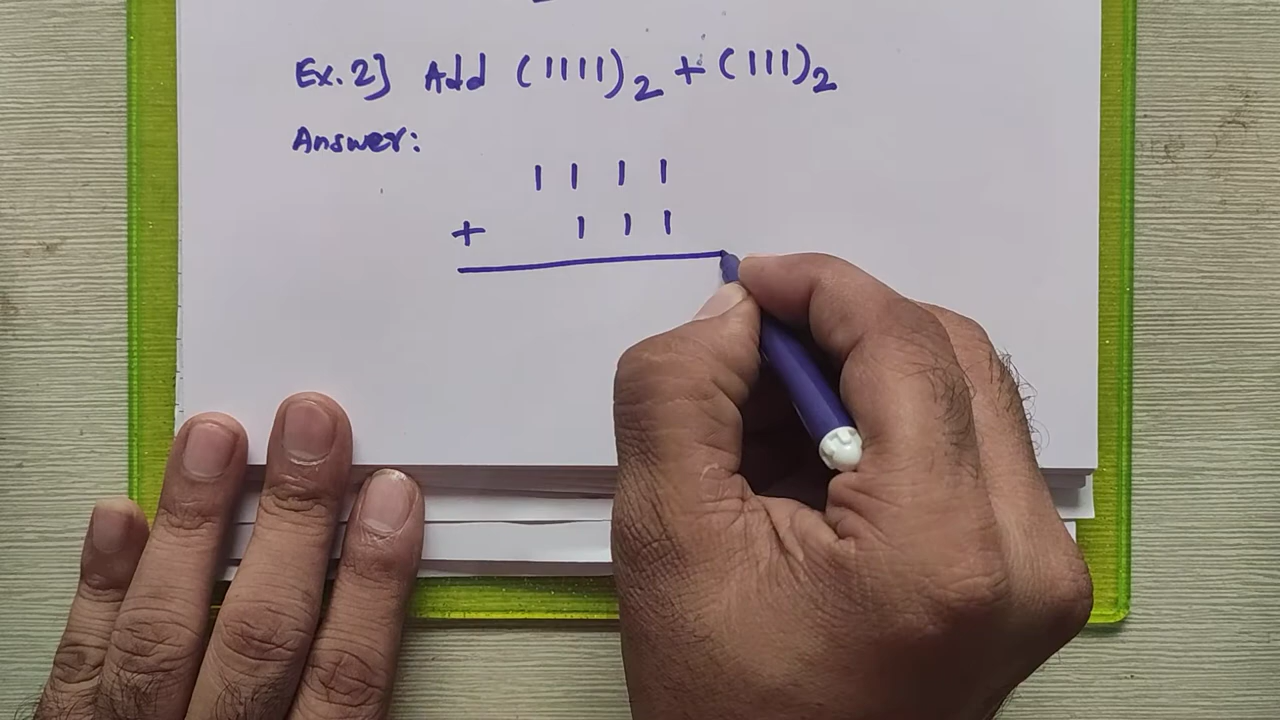 Ex.2] Add (1111)2 + (111)2
Answer:
1 1 1 1
+ 1 1 1